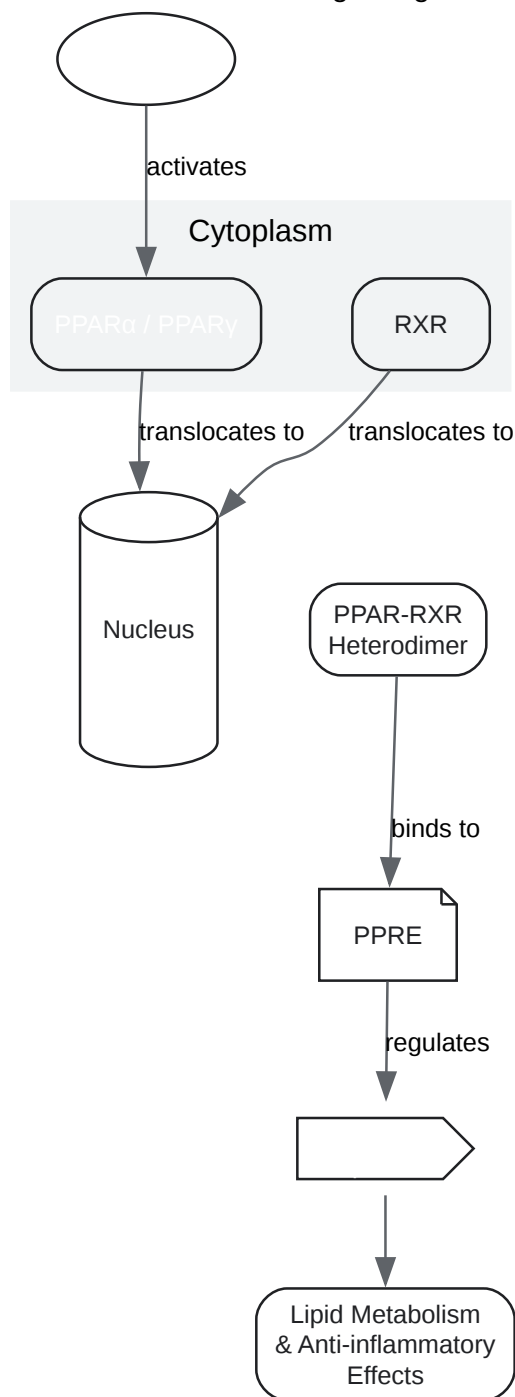 activates
Cytoplasm
PPARα / PPARγ
RXR
translocates to
translocates to
Nucleus
PPAR-RXR
Heterodimer
binds to
PPRE
regulates
Lipid Metabolism
& Anti-inflammatory
Effects